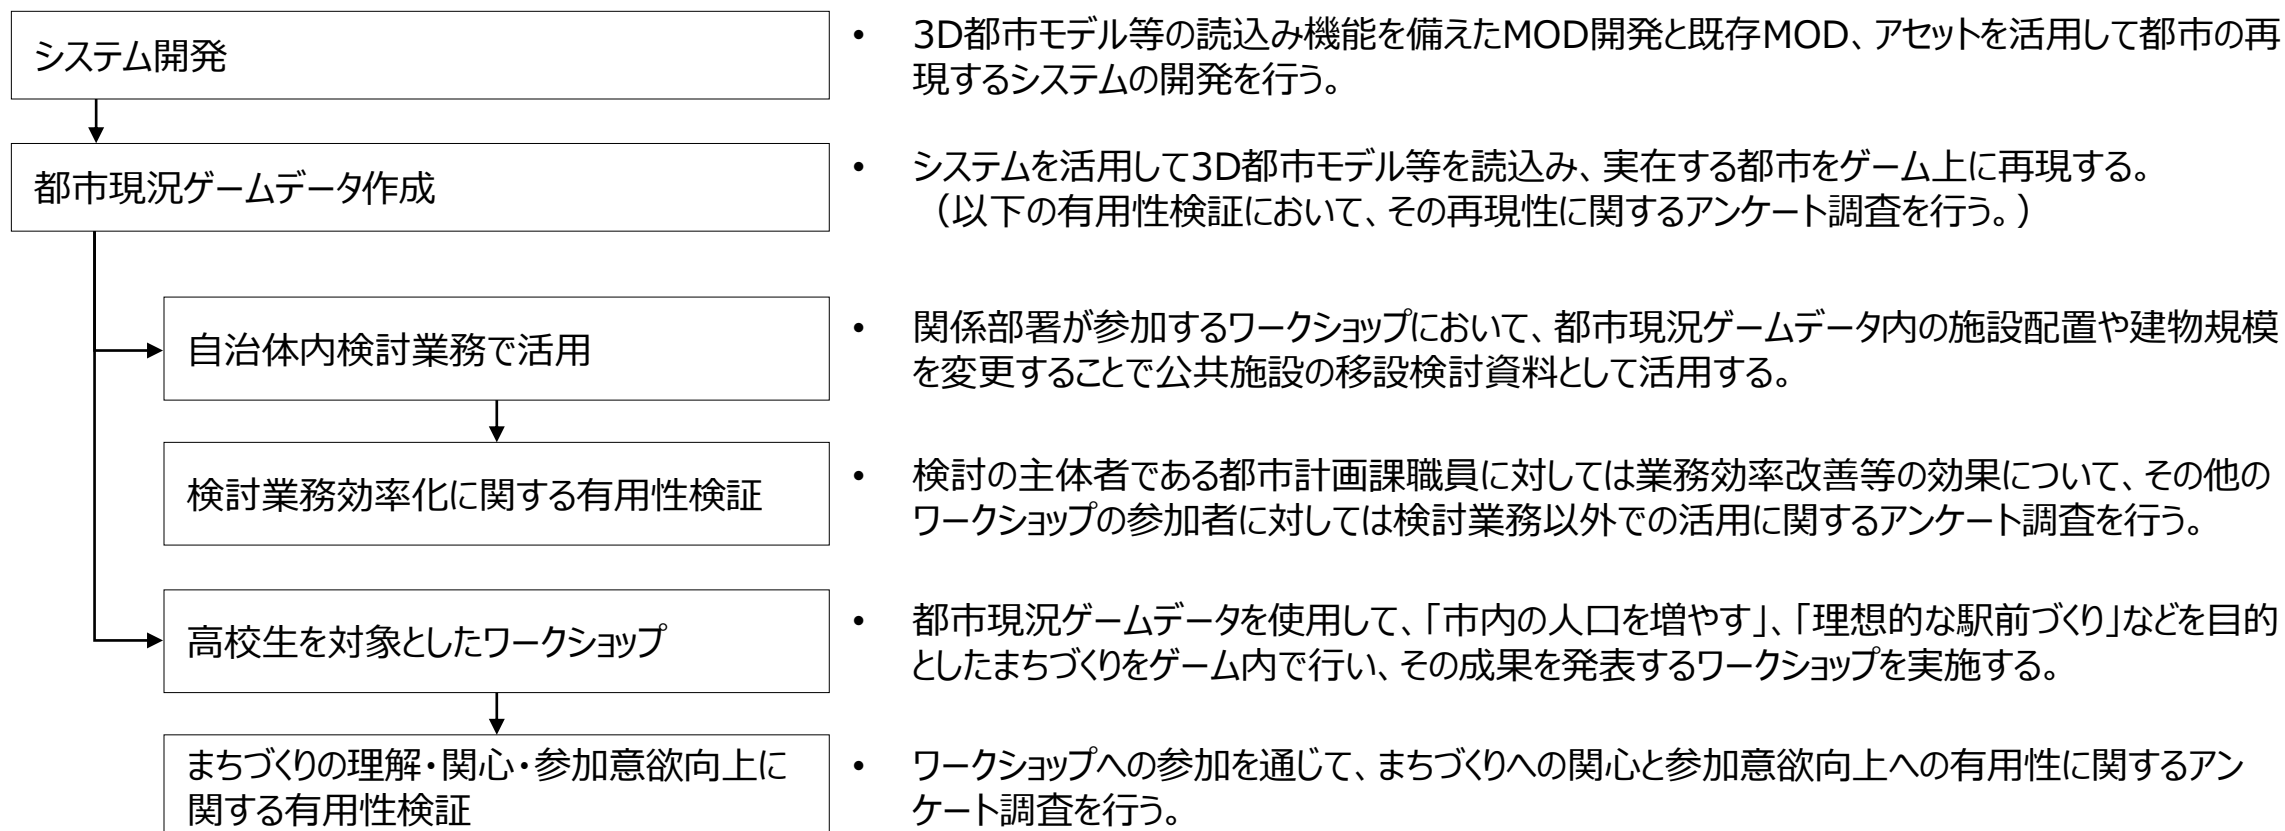 システム開発
• 3D都市モデル等の読込み機能を備えたMOD開発と既存MOD、アセットを活用して都市の再
現するシステムの開発を行う。
都市現況ゲームデータ作成
• システムを活用して3D都市モデル等を読込み、実在する都市をゲーム上に再現する。
（以下の有用性検証において、その再現性に関するアンケート調査を行う。）
自治体内検討業務で活用
• 関係部署が参加するワークショップにおいて、都市現況ゲームデータ内の施設配置や建物規模
を変更することで公共施設の移設検討資料として活用する。
検討業務効率化に関する有用性検証
• 検討の主体者である都市計画課職員に対しては業務効率改善等の効果について、その他の
ワークショップの参加者に対しては検討業務以外での活用に関するアンケート調査を行う。
高校生を対象としたワークショップ
• 都市現況ゲームデータを使用して、「市内の人口を増やす」、「理想的な駅前づくり」などを目的
としたまちづくりをゲーム内で行い、その成果を発表するワークショップを実施する。
まちづくりの理解・関心・参加意欲向上に
関する有用性検証
• ワークショップへの参加を通じて、まちづくりへの関心と参加意欲向上への有用性に関するアン
ケート調査を行う。